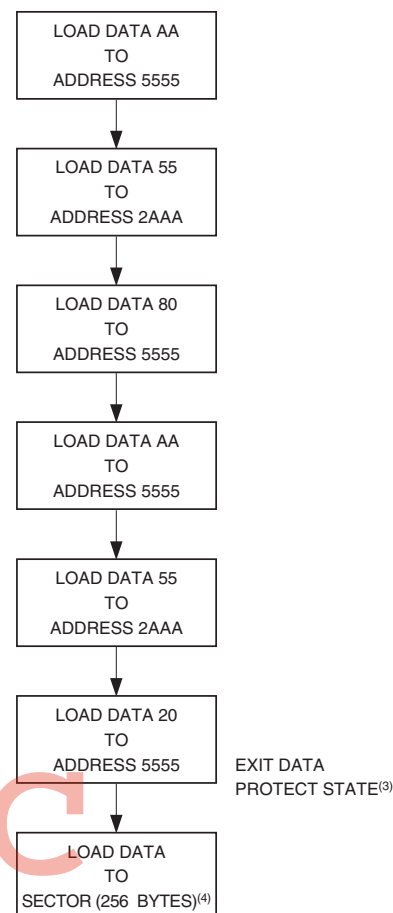 LOAD DATA AA
TO
ADDRESS 5555
LOAD DATA 55
TO
ADDRESS 2AAA
LOAD DATA 80
TO
ADDRESS 5555
LOAD DATA AA
TO
ADDRESS 5555
LOAD DATA 55
TO
ADDRESS 2AAA
LOAD DATA 20
TO
ADDRESS 5555
EXIT DATA
PROTECT STATE(3)
LOAD DATA
TO
SECTOR (256 BYTES)(4)
C